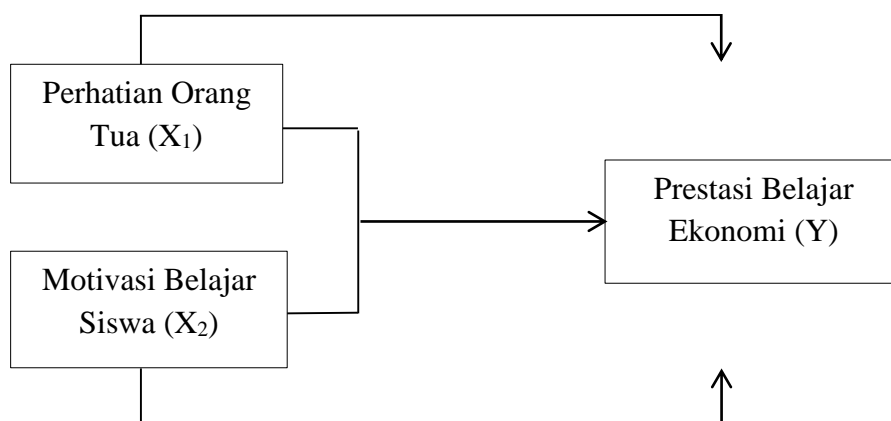 Perhatian Orang
Tua (X₁)
Prestasi Belajar
Ekonomi (Y)
Motivasi Belajar
Siswa (X₂)